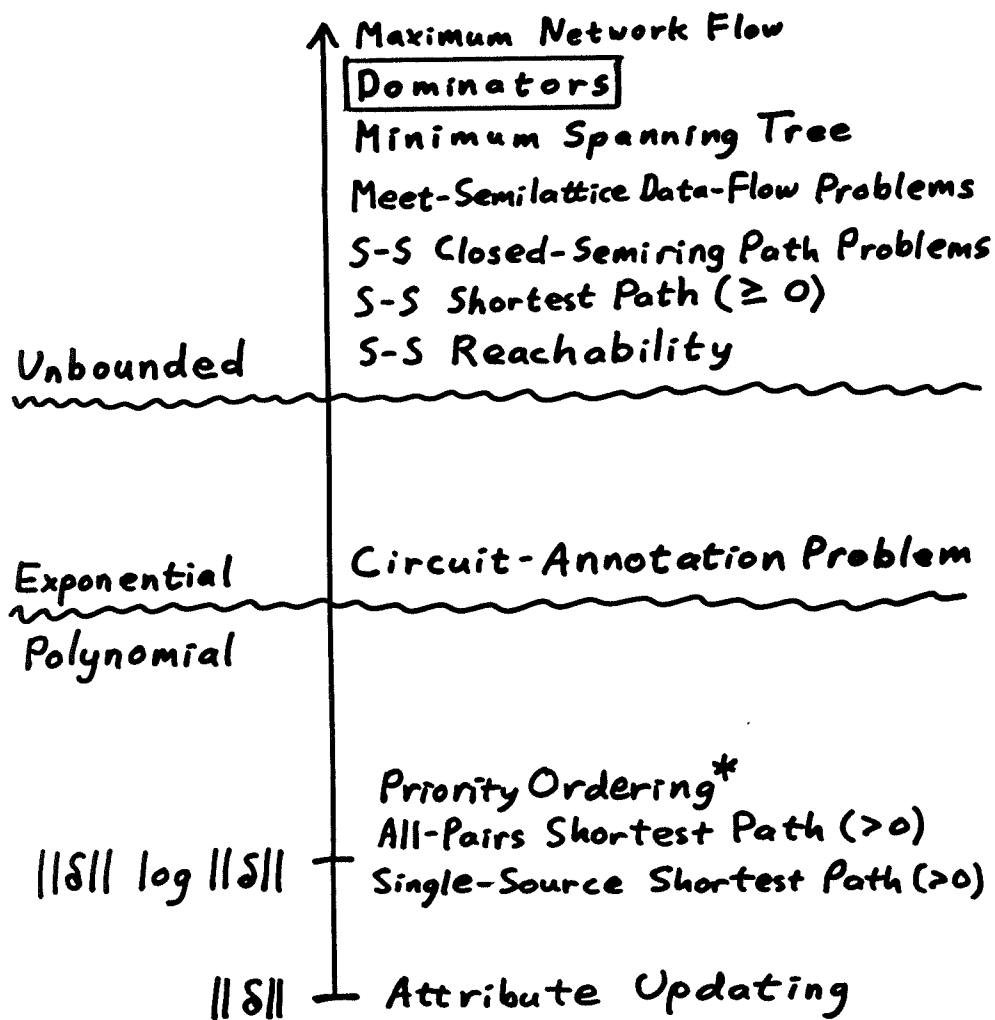 Maximum Network Flow
Dominators
Minimum Spanning Tree
Meet-Semilattice Data-Flow Problems
S-S Closed-Semiring Path Problems
S-S Shortest Path (≥ 0)
Unbounded S-S Reachability
Exponential Circuit-Annotation Problem
Polynomial
Priority Ordering*
All-Pairs Shortest Path (>0)
||δ|| log ||δ|| Single-Source Shortest Path (>0)
||δ|| Attribute Updating